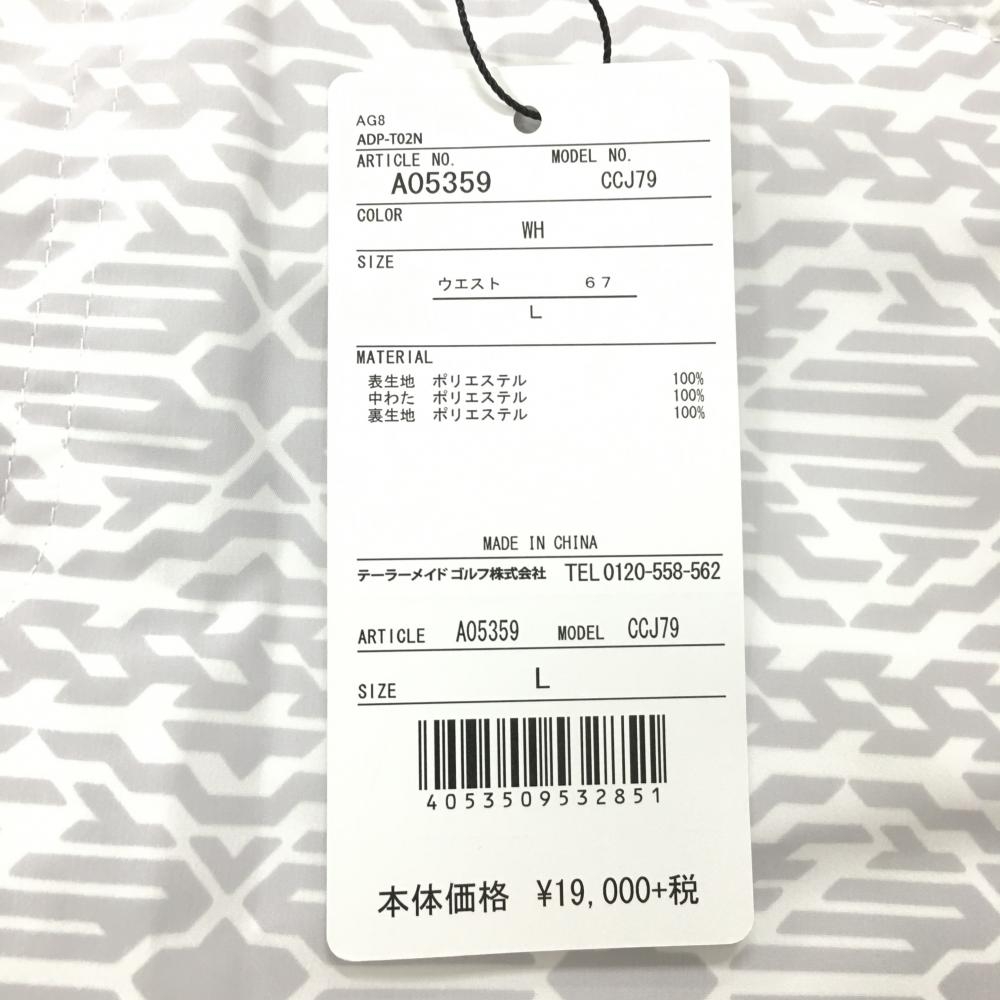 AG8
ADP-T02N
ARTICLE NO. MODEL NO.
A05359 CCJ79
COLOR
WH
SIZE
ウエスト 67
L
MATERIAL
表生地 ポリエステル 100%
中わた ポリエステル 100%
裏生地 ポリエステル 100%
MADE IN CHINA
テーラーメイド ゴルフ株式会社 TEL 0120-558-562
ARTICLE A05359 MODEL CCJ79
SIZE L
4053509532851
本体価格 ¥19,000+税